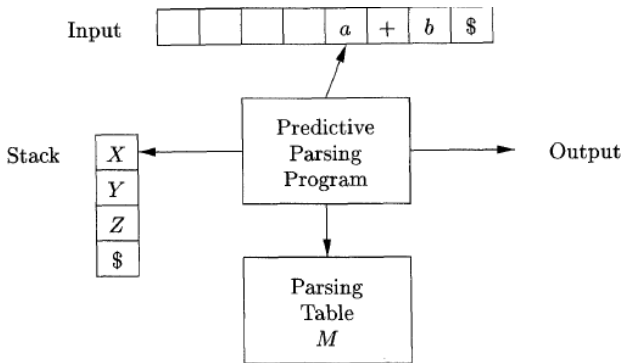 Input a + b $
Predictive
Parsing
Program
Stack X
Y
Z
$
Output
Parsing
Table
M